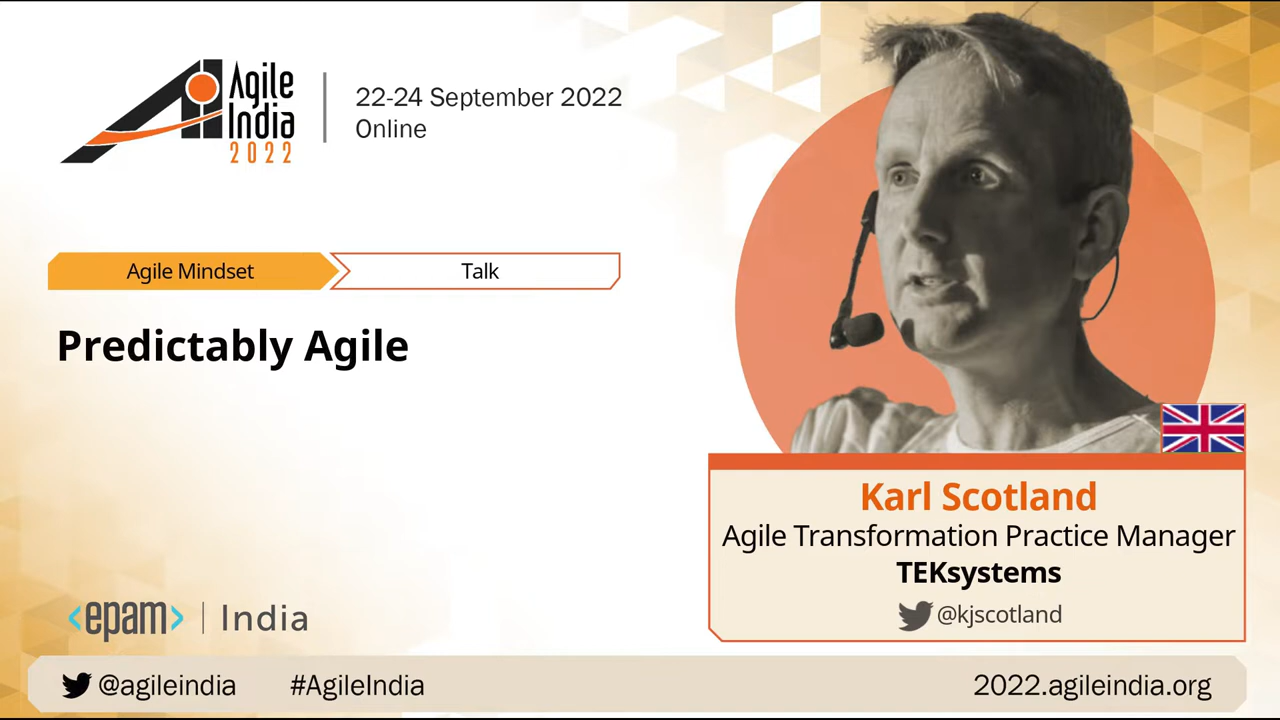 Agile
India
2022
22-24 September 2022
Online
Agile Mindset
Talk
Predictably Agile
Karl Scotland
Agile Transformation Practice Manager
TEKsystems
@kjscotland
<epam> | India
@agileindia
#AgileIndia
2022.agileindia.org